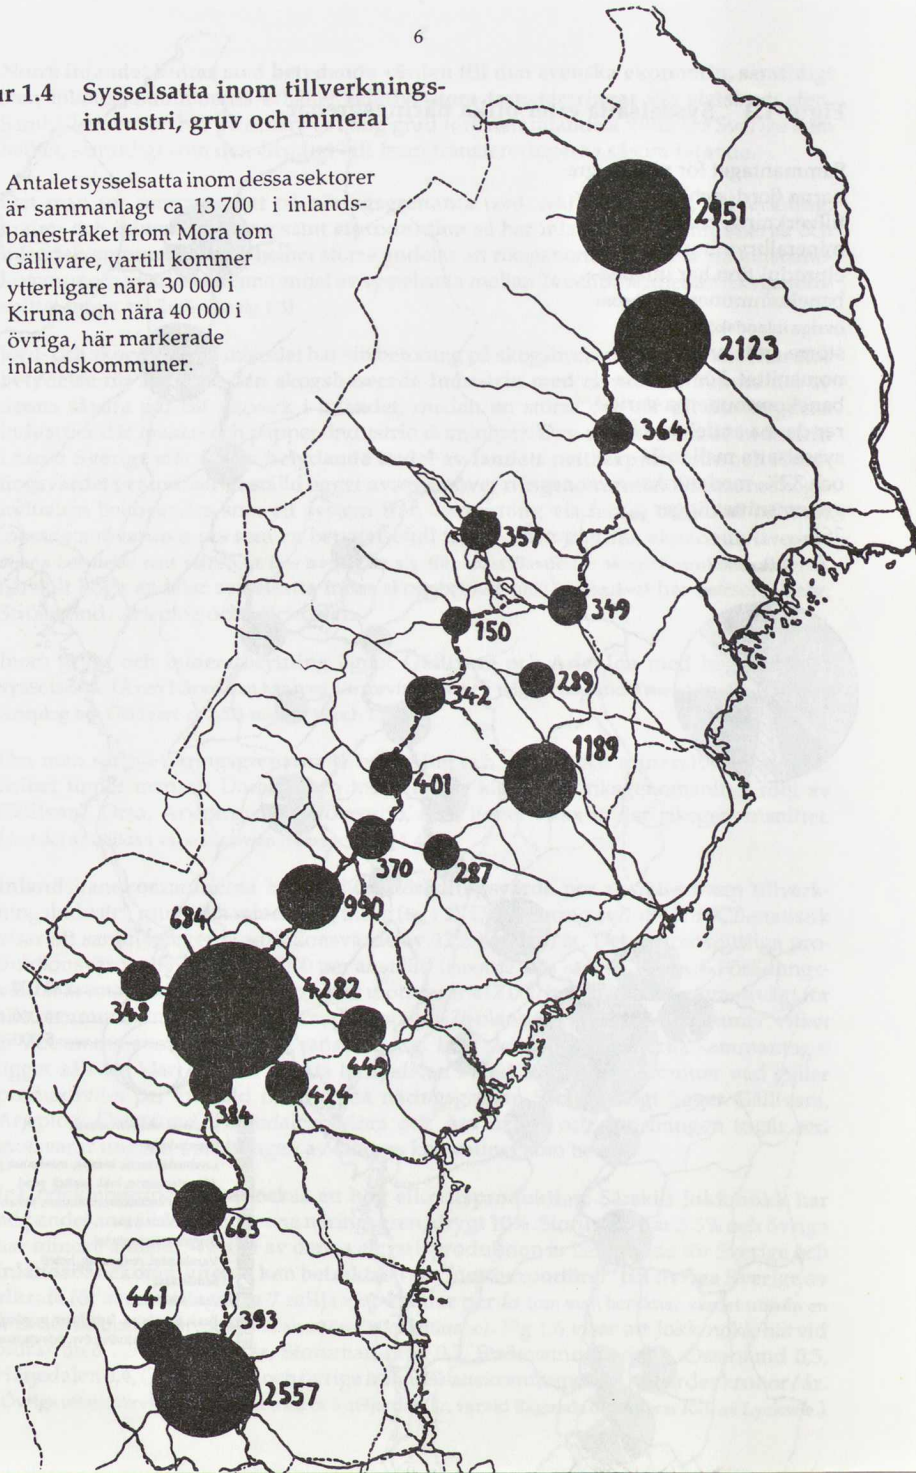 6
ur 1.4 Sysselsatta inom tillverknings-
industri, gruv och mineral
Antalet sysselsatta inom dessa sektorer
är sammanlagt ca 13 700 i inlands-
banestråket from Mora tom
Gällivare, vartill kommer
ytterligare nära 30 000 i
Kiruna och nära 40 000 i
övriga, här markerade
inlandskommuner.
2951
2123
364
357
349
150
289
342
1189
401
370
287
990
684
4282
348
449
424
384
663
441
393
2557